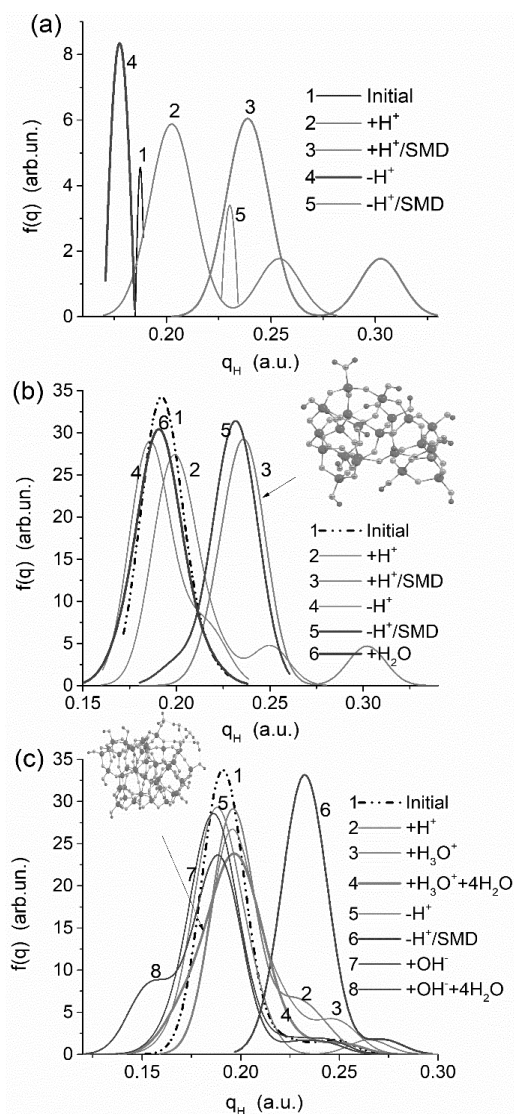 (a)
8
6
4
2
0
f(q) (arb.un.)
4
1
2
3
5
1 Initial
2 +H⁺
3 +H⁺/SMD
4 -H⁺
5 -H⁺/SMD
0.20 0.25 0.30
q_H (a.u.)
(b)
35
30
25
20
15
10
5
0
f(q) (arb.un.)
1
6
4
2
5
3
1 Initial
2 +H⁺
3 +H⁺/SMD
4 -H⁺
5 -H⁺/SMD
6 +H₂O
0.15 0.20 0.25 0.30
q_H (a.u.)
(c)
35
30
25
20
15
10
5
0
f(q) (arb.un.)
1
5
7
8
6
2
4
3
1 Initial
2 +H⁺
3 +H₃O⁺
4 +H₃O⁺+4H₂O
5 -H⁺
6 -H⁺/SMD
7 +OH⁻
8 +OH⁻+4H₂O
0.15 0.20 0.25 0.30
q_H (a.u.)